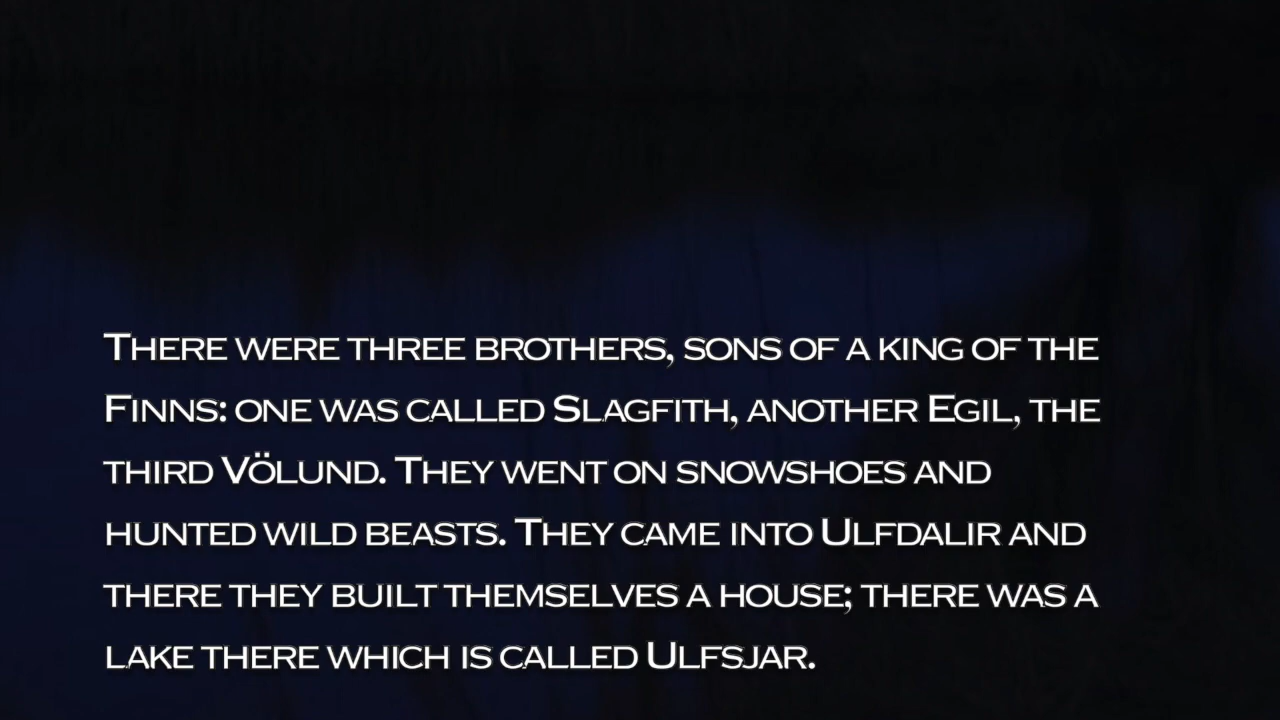 There were three brothers, sons of a king of the
Finns: one was called Slagfith, another Egil, the
third Völund. They went on snowshoes and
hunted wild beasts. They came into Ulfdalir and
there they built themselves a house; there was a
lake there which is called Ulfsjar.